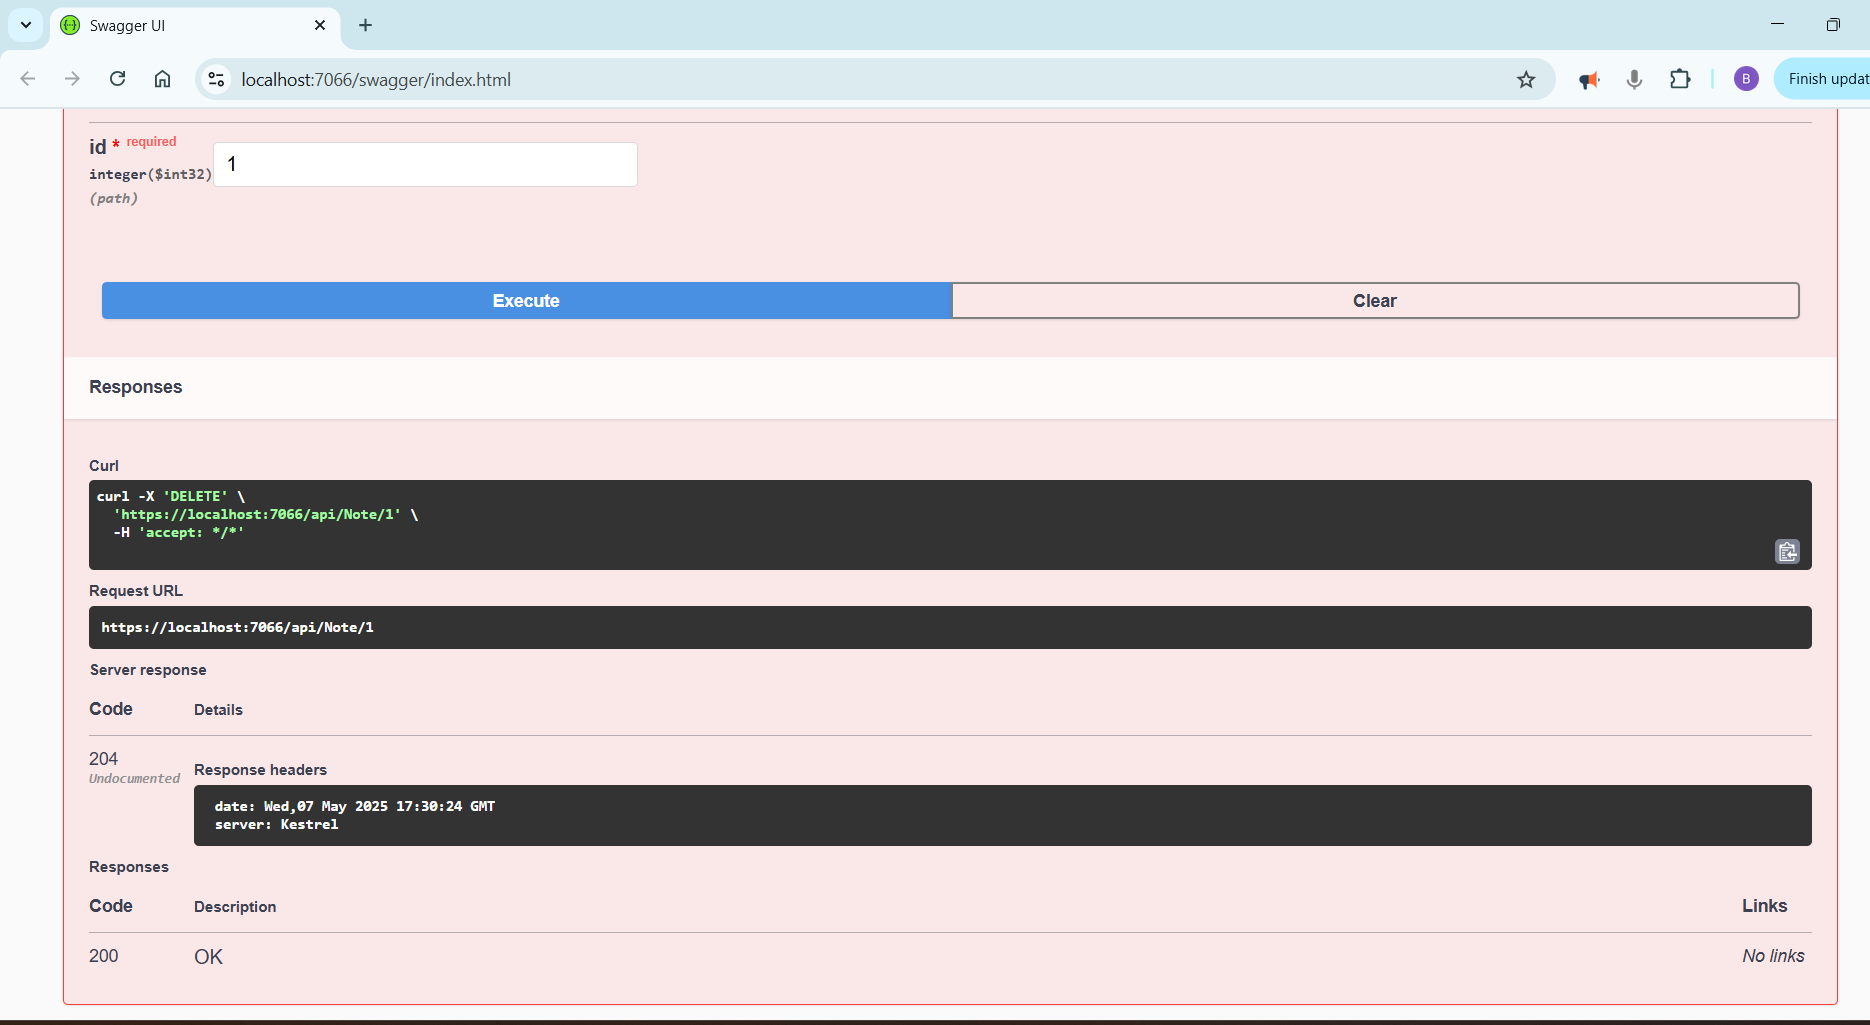 Swagger UI
localhost:7066/swagger/index.html
B
Finish updat
id * required
integer($int32)
(path)
1
Execute
Clear
Responses
Curl
curl -X 'DELETE' \
'https://localhost:7066/api/Note/1' \
-H 'accept: */*'
Request URL
https://localhost:7066/api/Note/1
Server response
Code Details
204
Undocumented
Response headers
date: Wed,07 May 2025 17:30:24 GMT
server: Kestrel
Responses
Code Description Links
200 OK No links